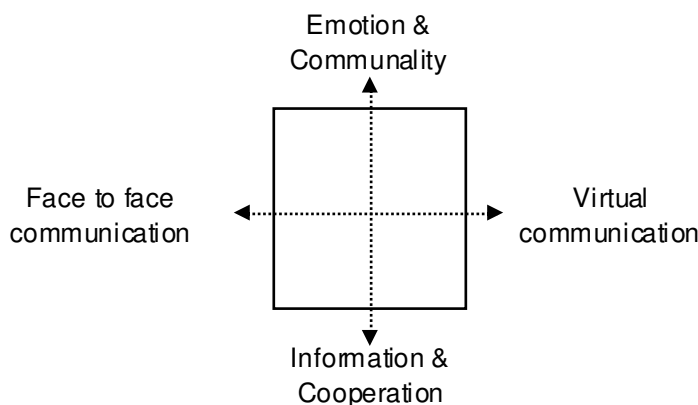 Emotion &
Communality
Face to face
communication
Virtual
communication
Information &
Cooperation